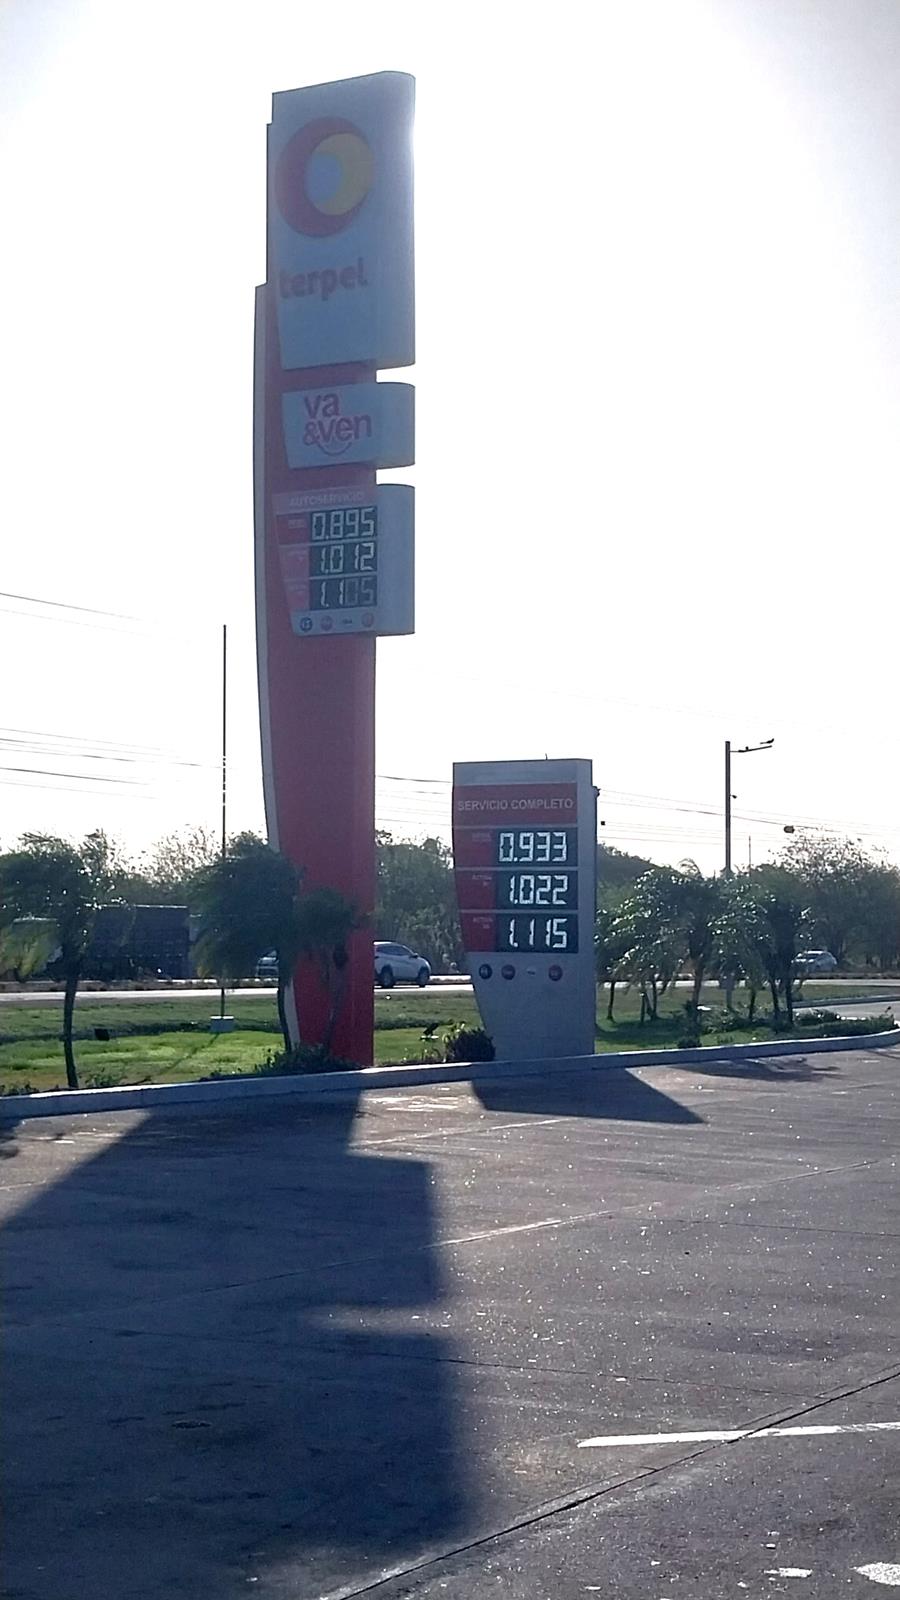 terpel
va
&ven
AUTOSERVICIO
0.895
1.012
1.105
SERVICIO COMPLETO
0.933
1.022
1.115